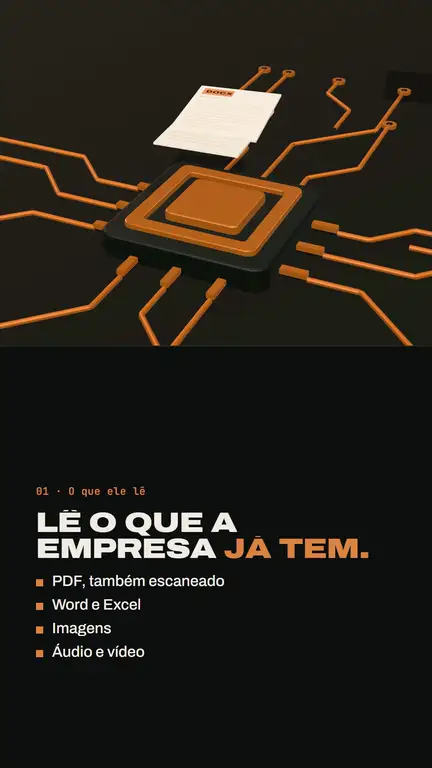 DOCX
01 · O que ele lê
LÊ O QUE A
EMPRESA JÁ TEM.
PDF, também escaneado
Word e Excel
Imagens
Áudio e vídeo